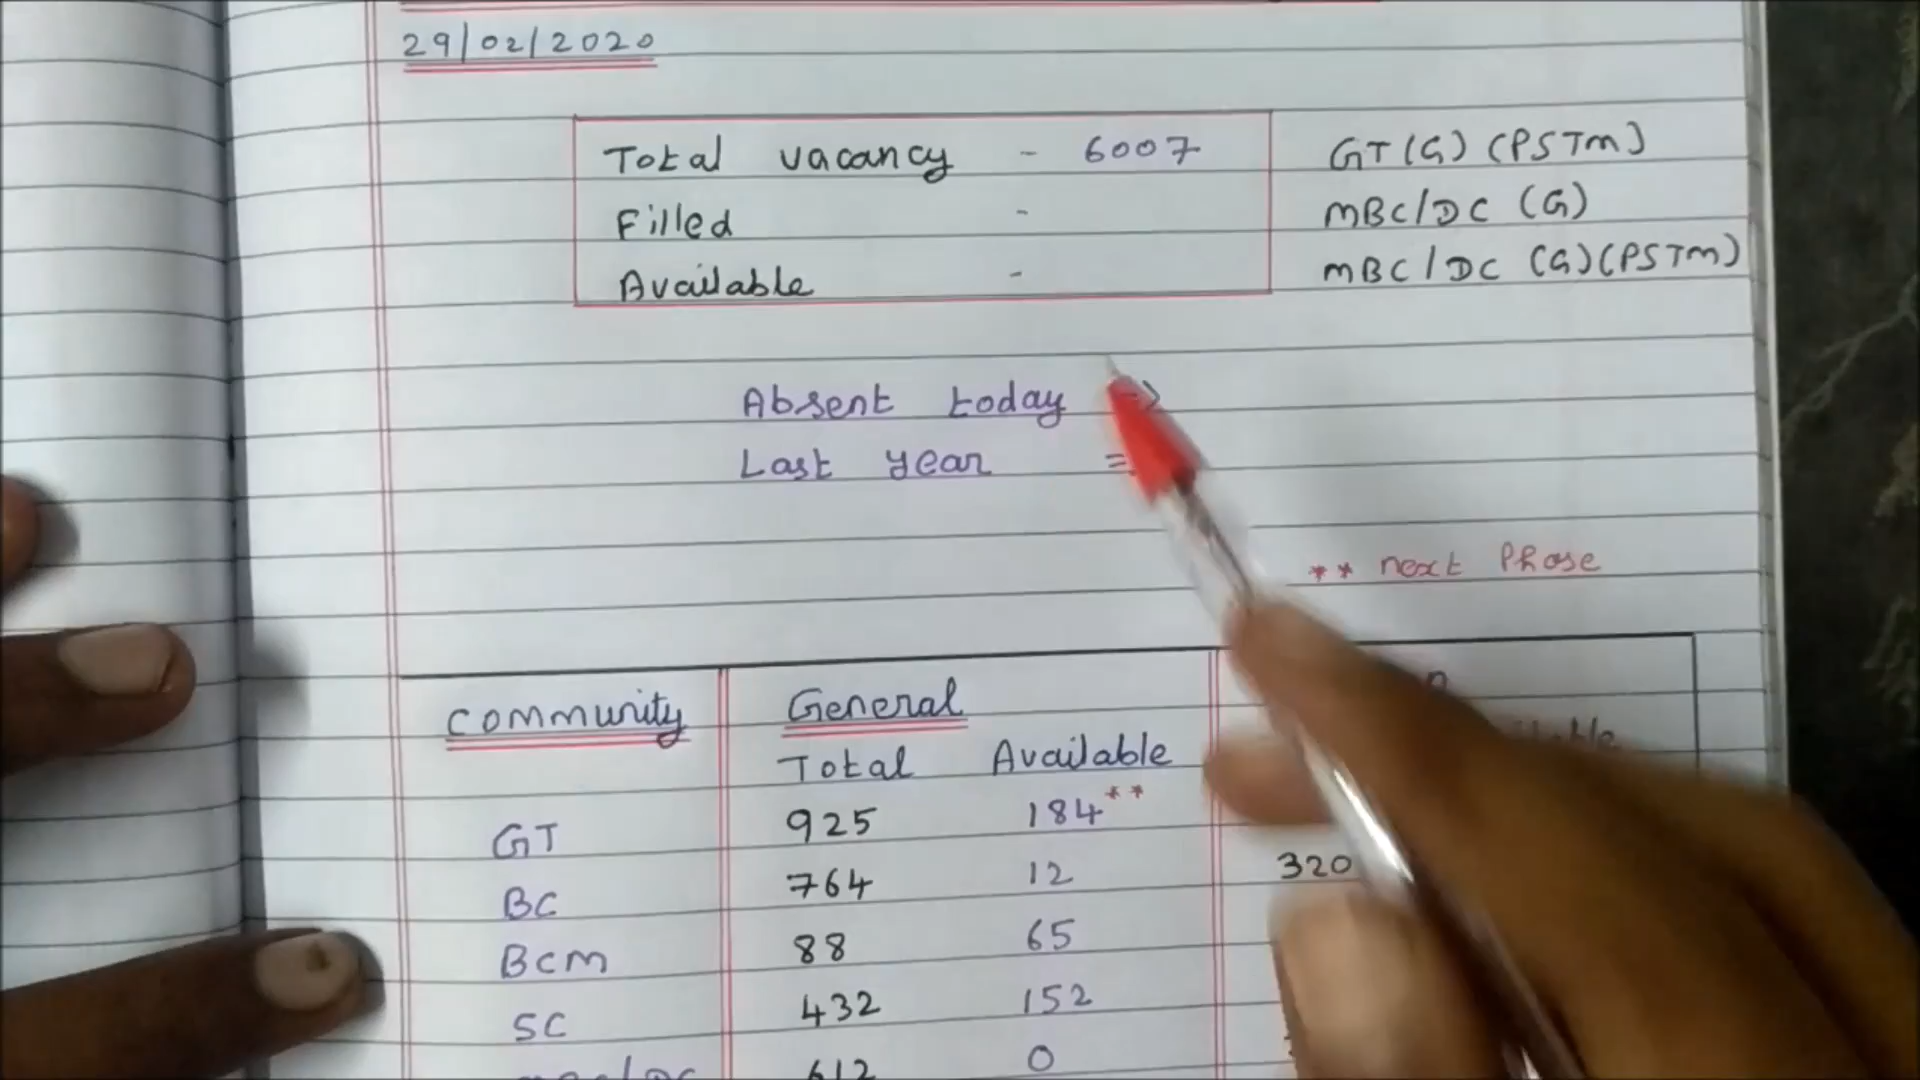 29/02/2020
Total vacancy - 6007
Filled -
Available -
GT(G) (PSTM)
MBC/DC (G)
MBC/DC (G)(PSTM)
Absent today =>
Last year =
** next Phase
Community General
Total Available
GT 925 184**
BC 764 12 320
BCM 88 65
SC 432 152
612 0